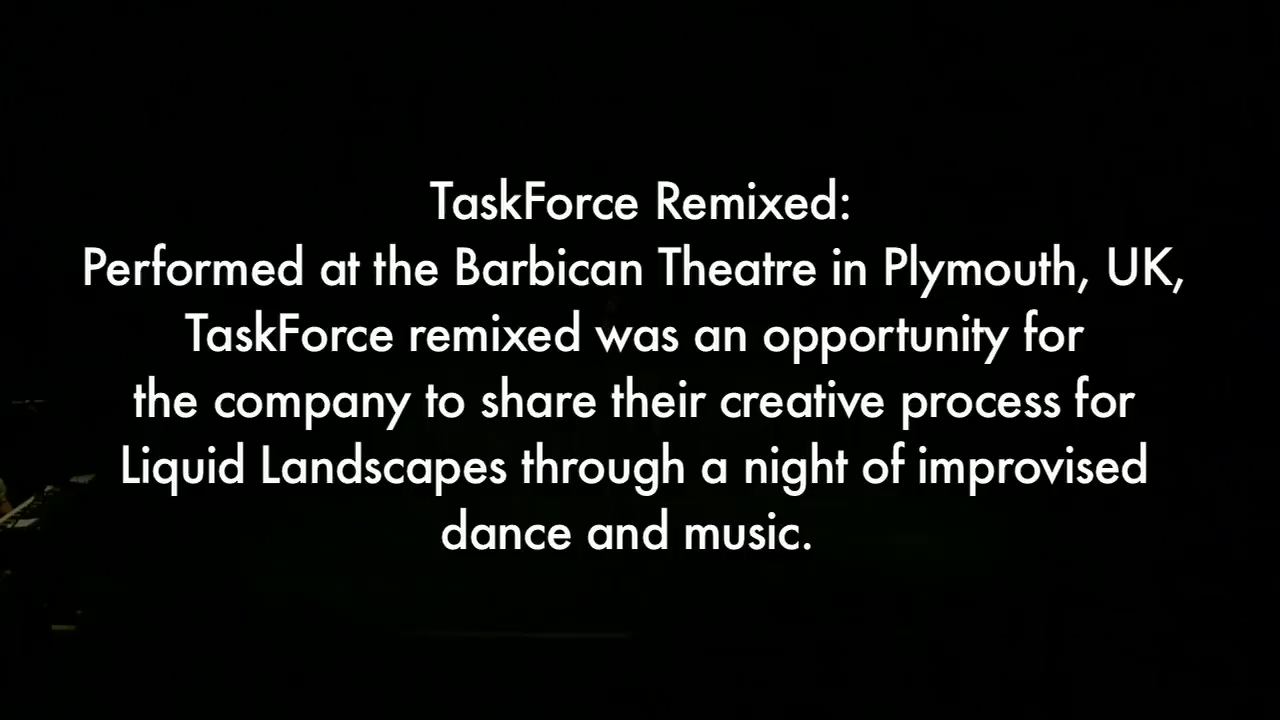 TaskForce Remixed:
Performed at the Barbican Theatre in Plymouth, UK,
TaskForce remixed was an opportunity for
the company to share their creative process for
Liquid Landscapes through a night of improvised
dance and music.